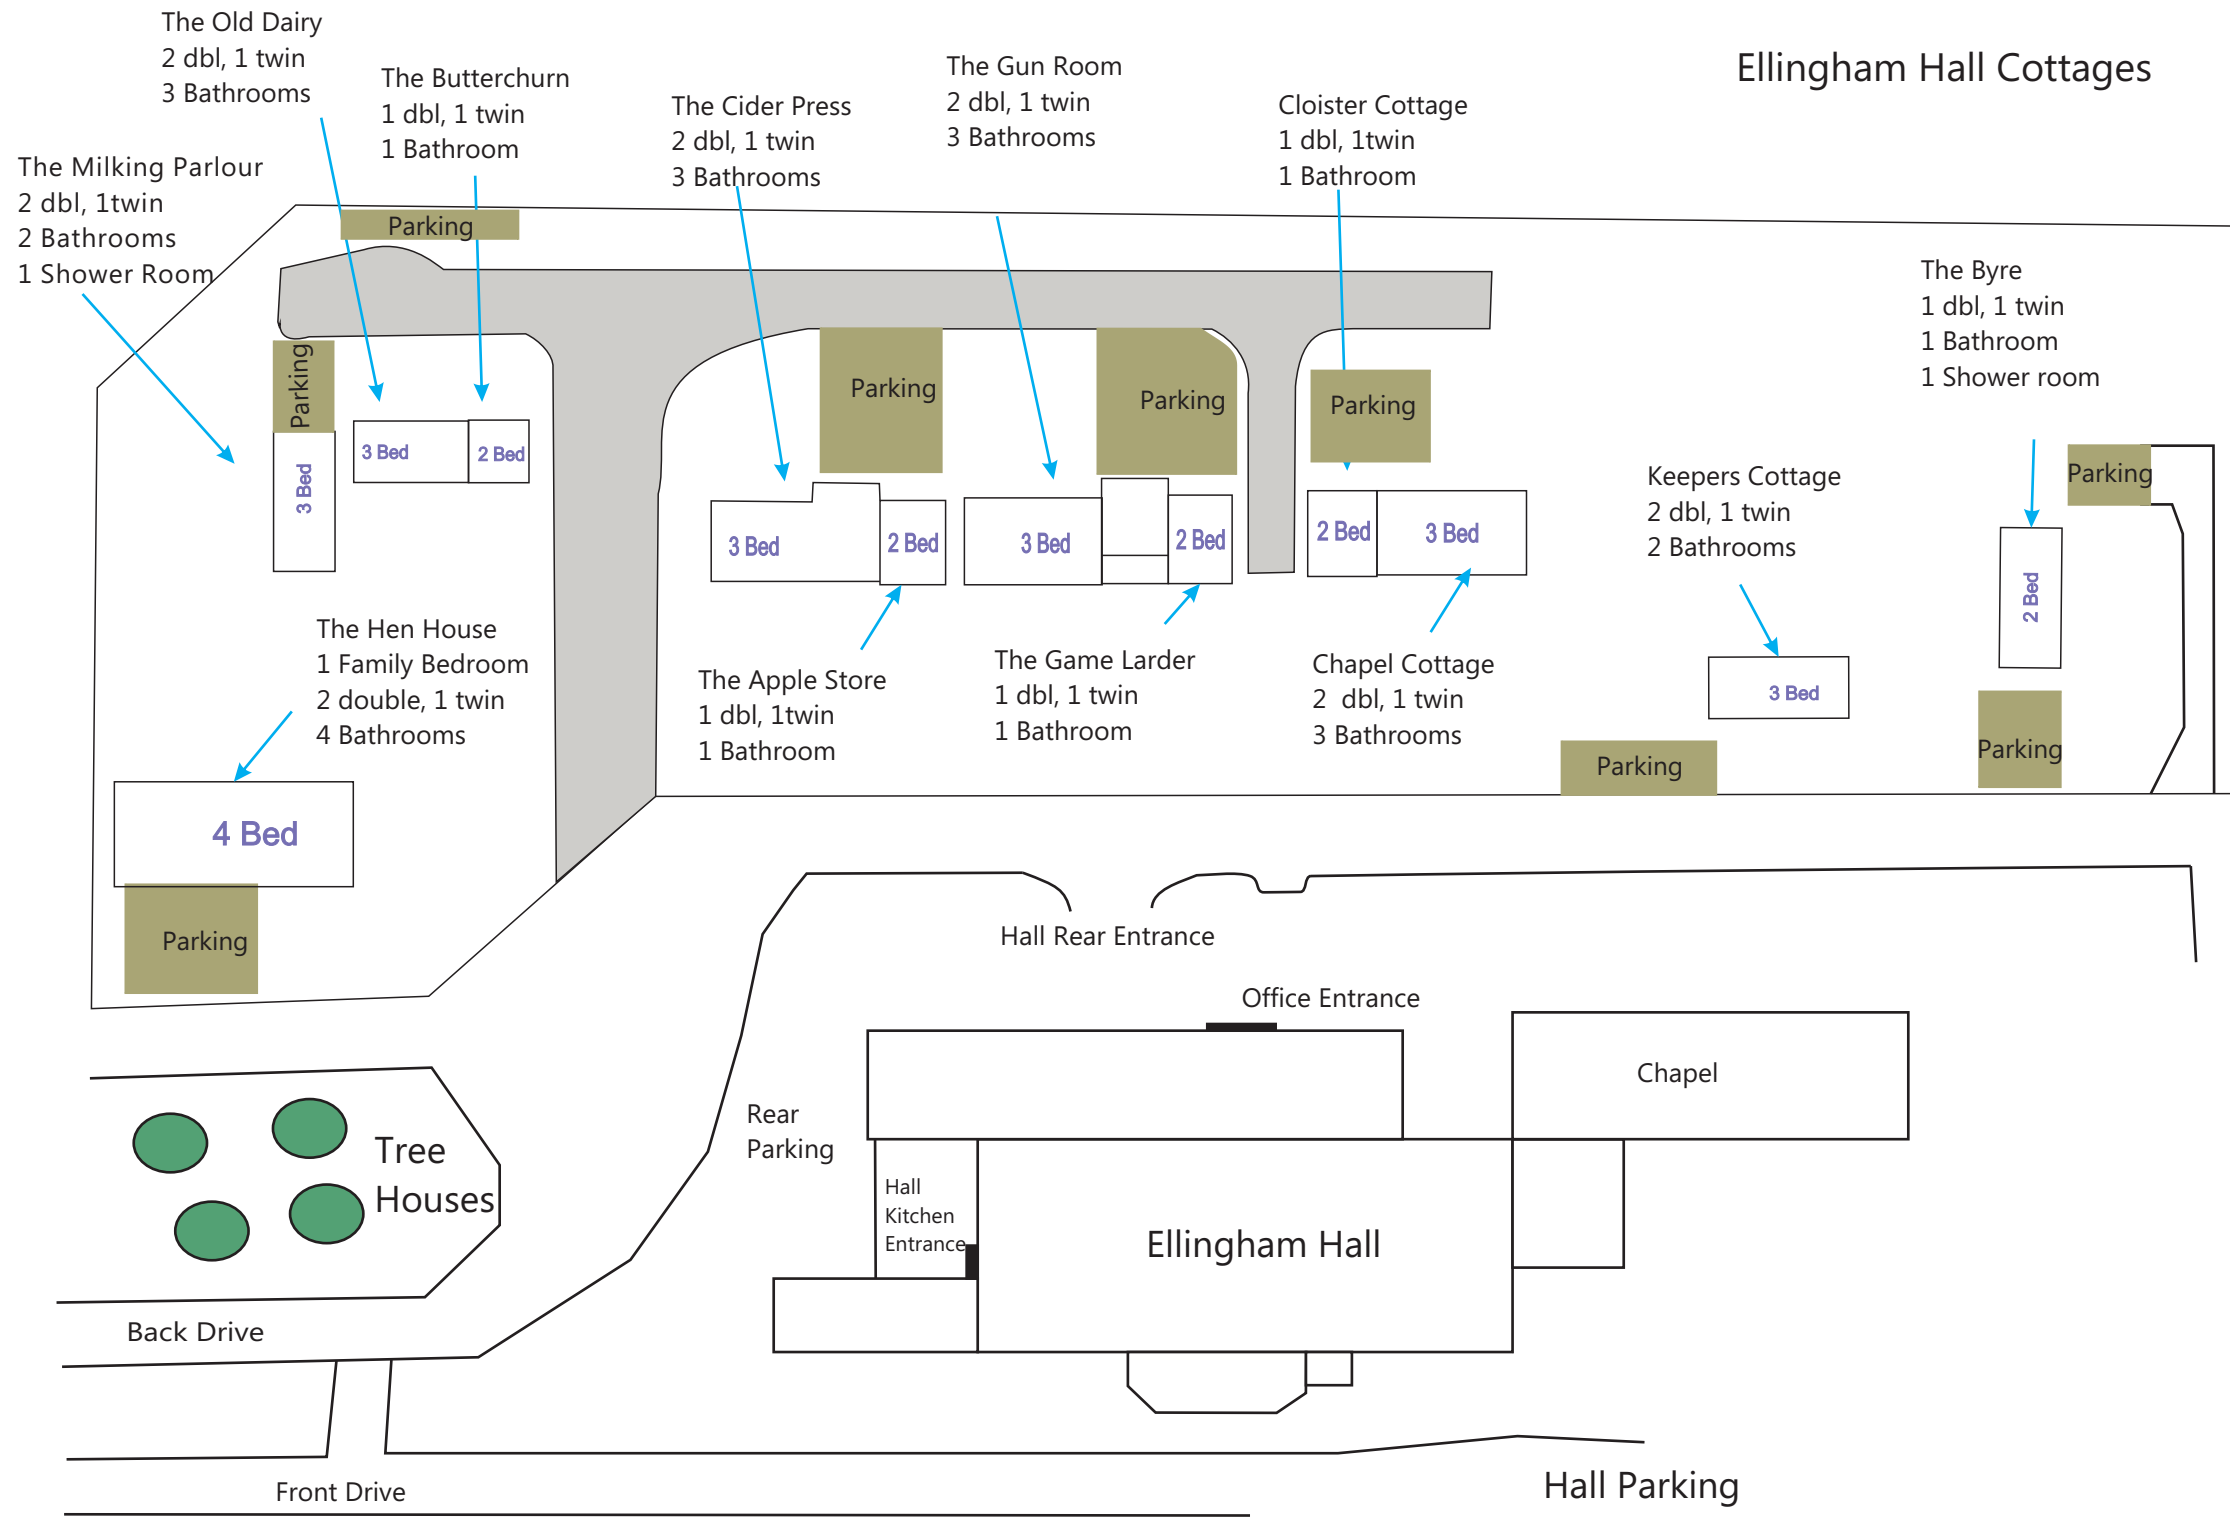 Ellingham Hall Cottages
The Old Dairy
2 dbl, 1 twin
3 Bathrooms
The Butterchurn
1 dbl, 1 twin
1 Bathroom
The Cider Press
2 dbl, 1 twin
3 Bathrooms
The Gun Room
2 dbl, 1 twin
3 Bathrooms
Cloister Cottage
1 dbl, 1twin
1 Bathroom
The Milking Parlour
2 dbl, 1twin
2 Bathrooms
1 Shower Room
The Byre
1 dbl, 1 twin
1 Bathroom
1 Shower room
Parking
Parking
Parking
Parking
Parking
Parking
3 Bed
3 Bed
2 Bed
3 Bed
2 Bed
3 Bed
2 Bed
2 Bed
3 Bed
Keepers Cottage
2 dbl, 1 twin
2 Bathrooms
2 Bed
3 Bed
The Hen House
1 Family Bedroom
2 double, 1 twin
4 Bathrooms
The Apple Store
1 dbl, 1twin
1 Bathroom
The Game Larder
1 dbl, 1 twin
1 Bathroom
Chapel Cottage
2 dbl, 1 twin
3 Bathrooms
Parking
Parking
4 Bed
Parking
Hall Rear Entrance
Office Entrance
Chapel
Rear
Parking
Tree
Houses
Hall
Kitchen
Entrance
Ellingham Hall
Back Drive
Front Drive
Hall Parking